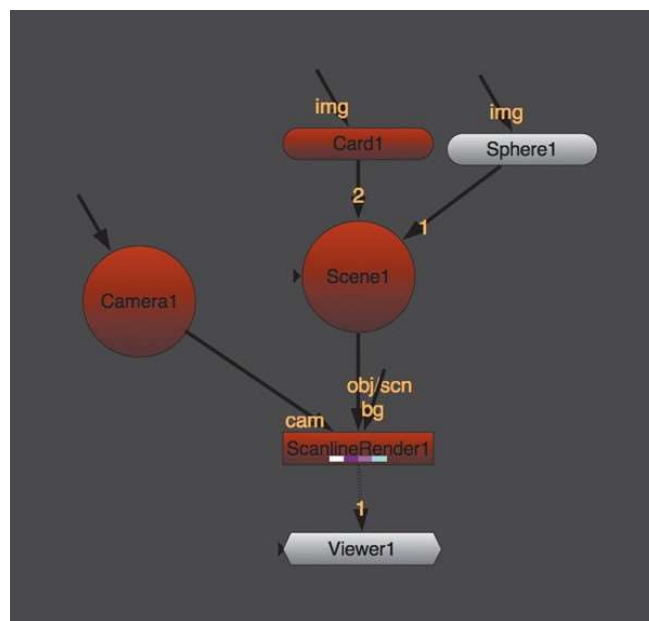 img
img
Card1
Sphere1
2
1
Scene1
Camera1
obj/scn
bg
cam
ScanlineRender1
1
Viewer1